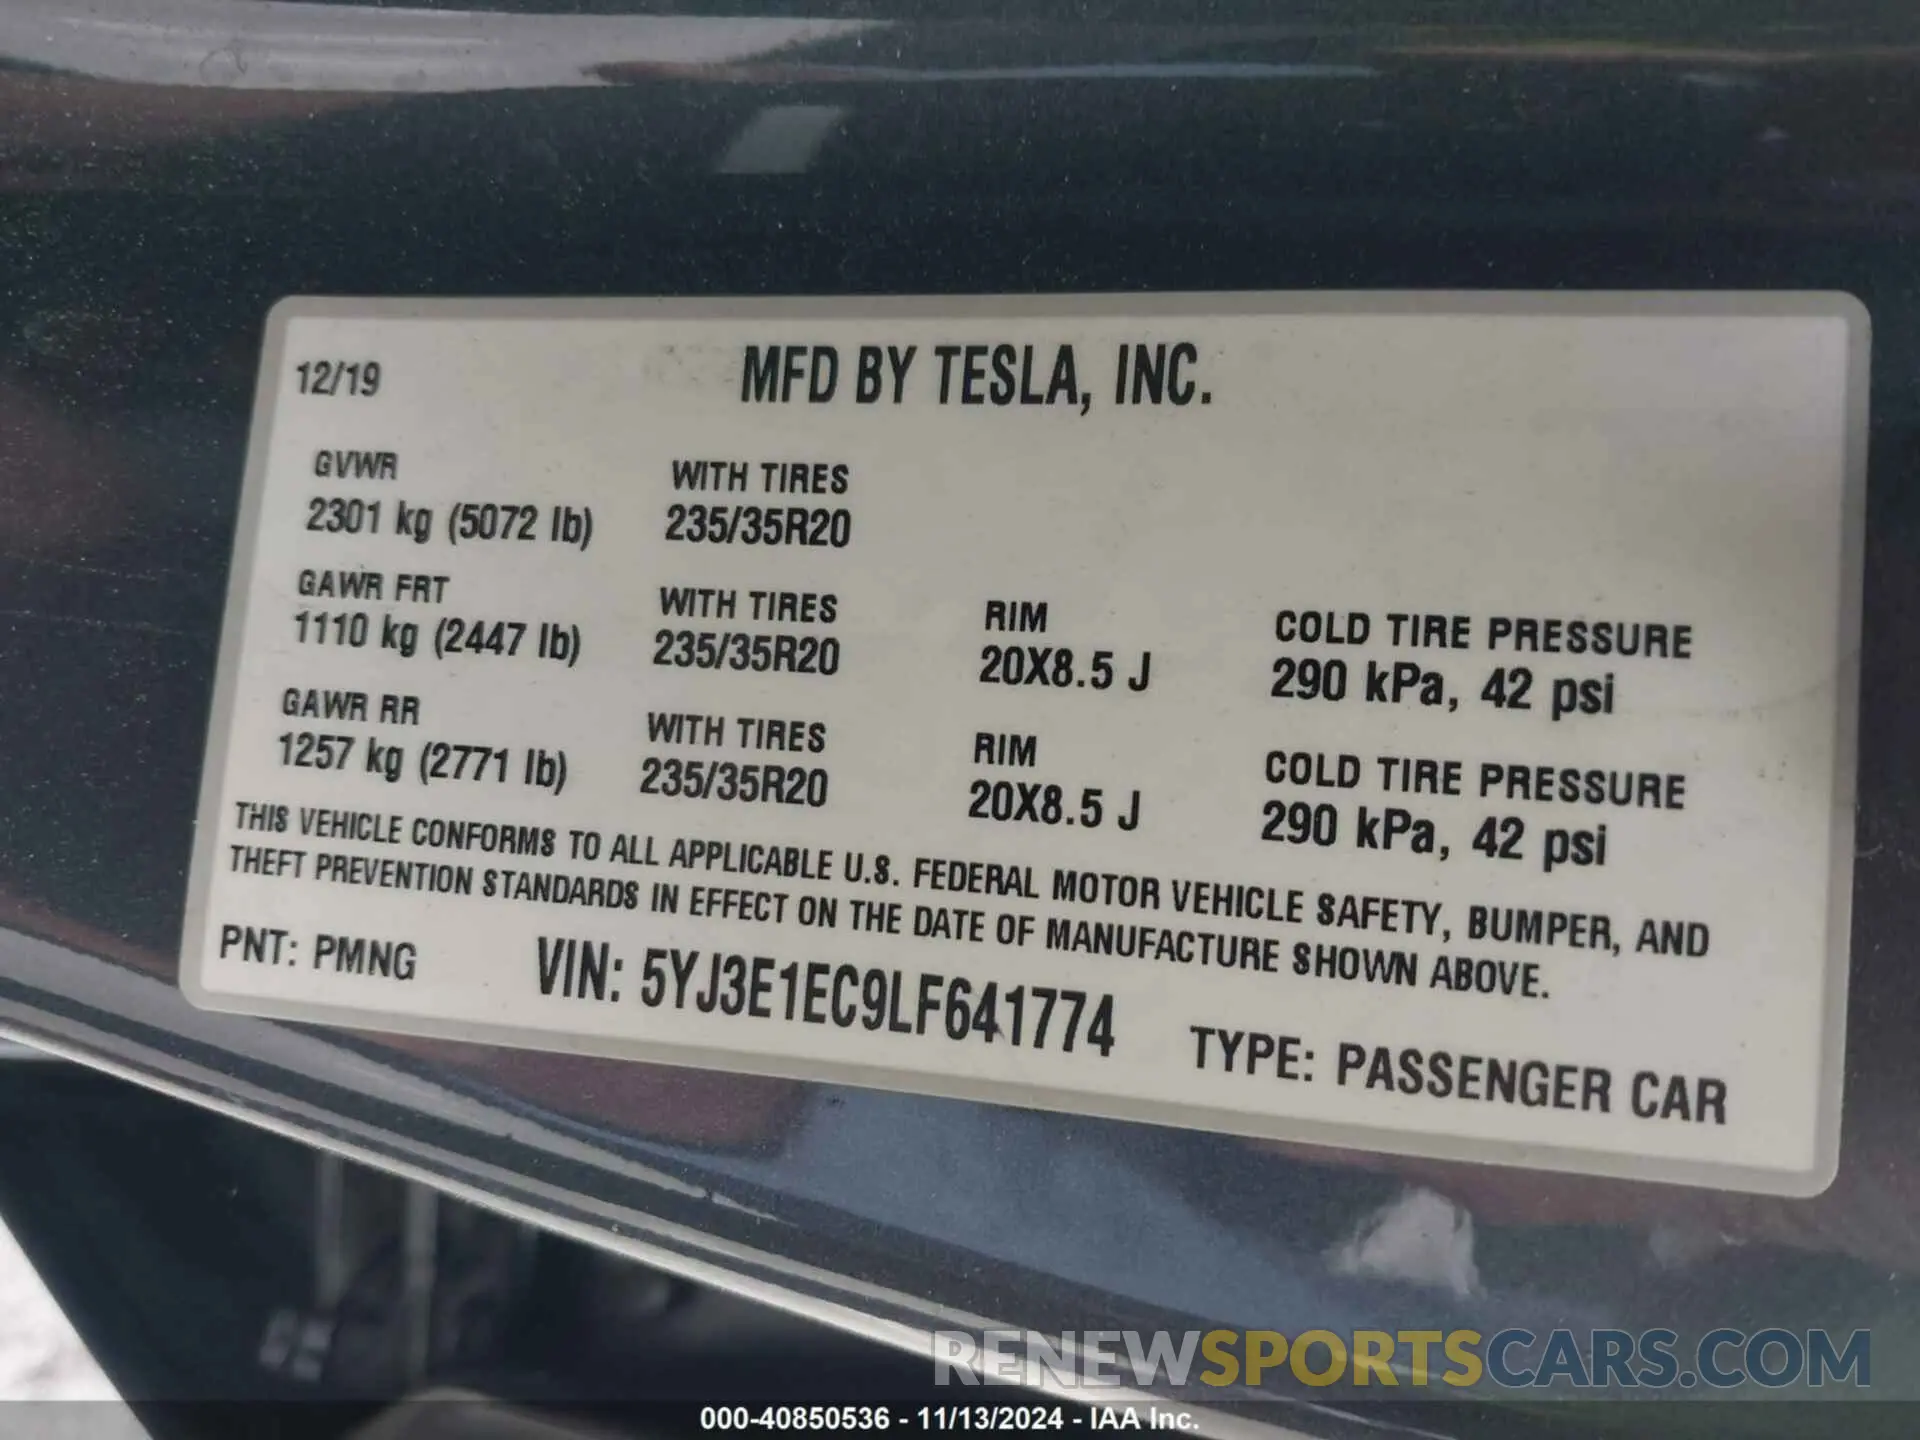 12/19
MFD BY TESLA, INC.
GVWR WITH TIRES
2301 kg (5072 lb) 235/35R20
GAWR FRT WITH TIRES RIM COLD TIRE PRESSURE
1110 kg (2447 lb) 235/35R20 20X8.5 J 290 kPa, 42 psi
GAWR RR WITH TIRES RIM COLD TIRE PRESSURE
1257 kg (2771 lb) 235/35R20 20X8.5 J 290 kPa, 42 psi
THIS VEHICLE CONFORMS TO ALL APPLICABLE U.S. FEDERAL MOTOR VEHICLE SAFETY, BUMPER, AND
THEFT PREVENTION STANDARDS IN EFFECT ON THE DATE OF MANUFACTURE SHOWN ABOVE.
PNT: PMNG VIN: 5YJ3E1EC9LF641774 TYPE: PASSENGER CAR
RENEWSPORTSCARS.COM
000-40850536 - 11/13/2024 - IAA Inc.